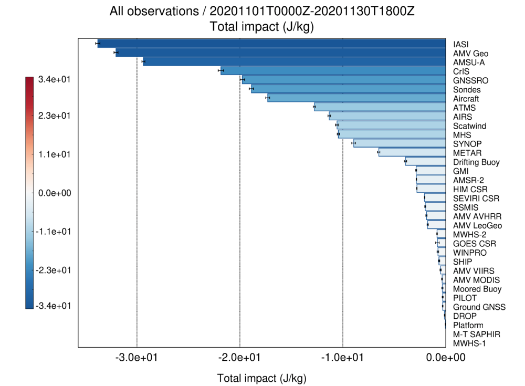 All observations / 20201101T0000Z-20201130T1800Z
Total impact (J/kg)
IASI
AMV Geo
AMSU-A
CrIS
GNSSRO
Sondes
Aircraft
ATMS
AIRS
Scatwind
MHS
SYNOP
METAR
Drifting Buoy
GMI
AMSR-2
HIM CSR
SEVIRI CSR
SSMIS
AMV AVHRR
AMV LeoGeo
MWHS-2
GOES CSR
WINPRO
SHIP
AMV VIIRS
AMV MODIS
Moored Buoy
PILOT
Ground GNSS
DROP
Platform
M-T SAPHIR
MWHS-1
3.4e+01
2.3e+01
1.1e+01
0.0e+00
-1.1e+01
-2.3e+01
-3.4e+01
-3.0e+01
-2.0e+01
-1.0e+01
0.0e+00
Total impact (J/kg)